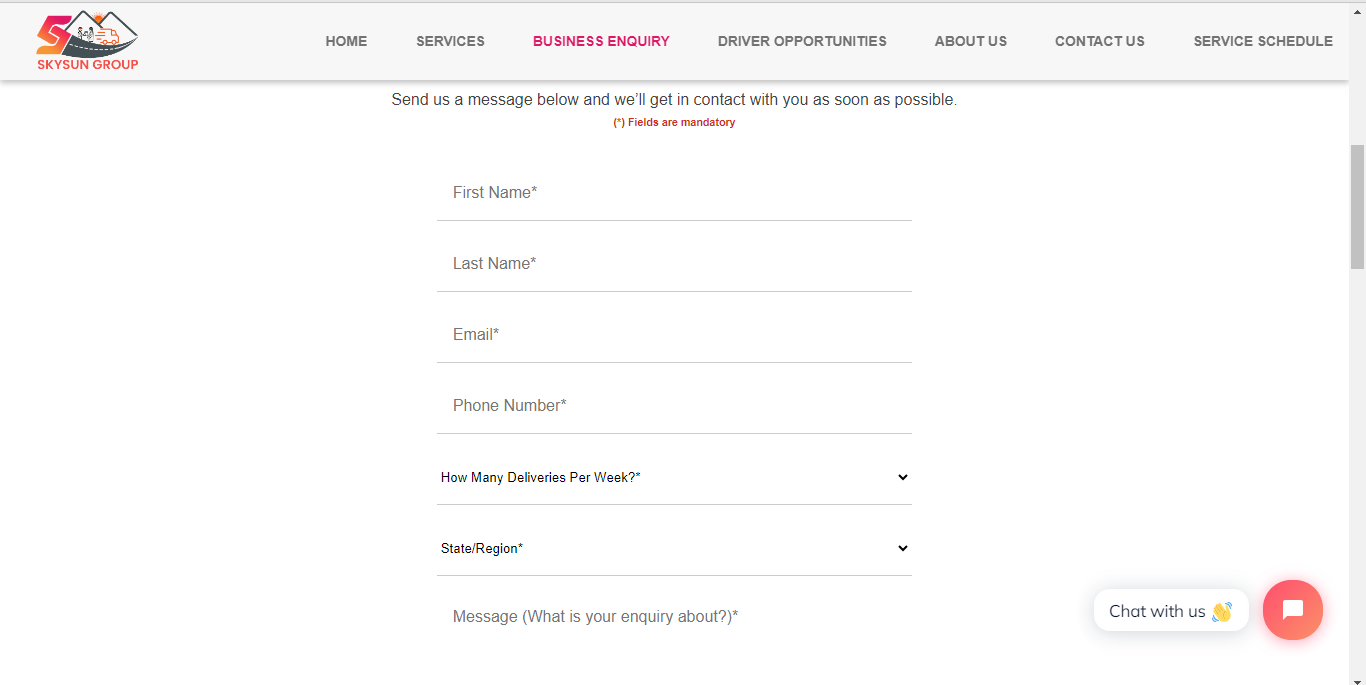 SKYSUN GROUP
HOME SERVICES BUSINESS ENQUIRY DRIVER OPPORTUNITIES ABOUT US CONTACT US SERVICE SCHEDULE
Send us a message below and we’ll get in contact with you as soon as possible.
(*) Fields are mandatory
First Name*
Last Name*
Email*
Phone Number*
How Many Deliveries Per Week?*
State/Region*
Message (What is your enquiry about?)*
Chat with us 👋